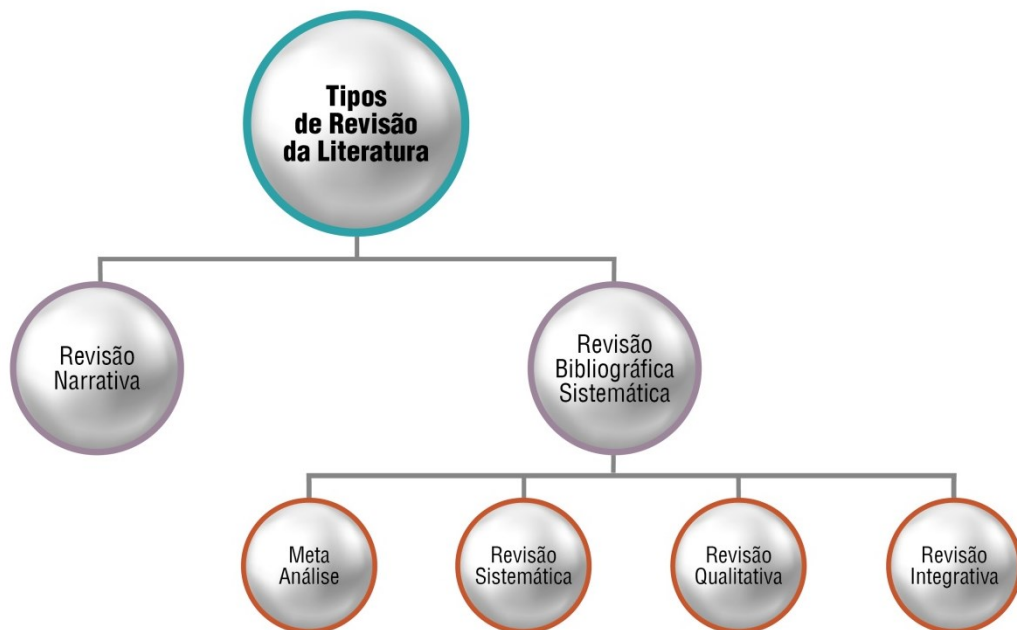 Tipos
de Revisão
da Literatura
Revisão
Narrativa
Revisão
Bibliográfica
Sistemática
Meta
Análise
Revisão
Sistemática
Revisão
Qualitativa
Revisão
Integrativa